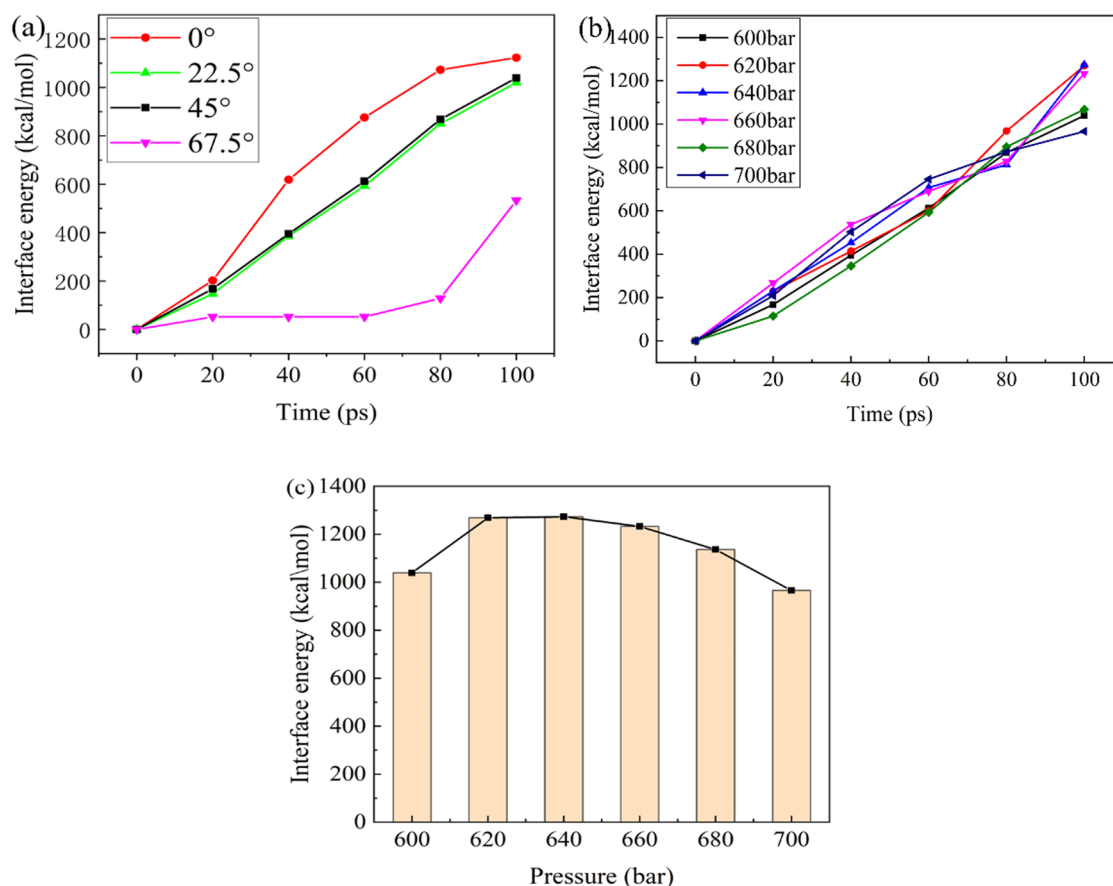 (a)
1200
1000
800
600
400
200
0
0°
22.5°
45°
67.5°
Interface energy (kcal/mol)
0 20 40 60 80 100
Time (ps)
(b)
1400
1200
1000
800
600
400
200
0
600bar
620bar
640bar
660bar
680bar
700bar
Interface energy (kcal/mol)
0 20 40 60 80 100
Time (ps)
(c)
1400
1200
1000
800
600
400
200
0
Interface energy (kcal\mol)
600 620 640 660 680 700
Pressure (bar)